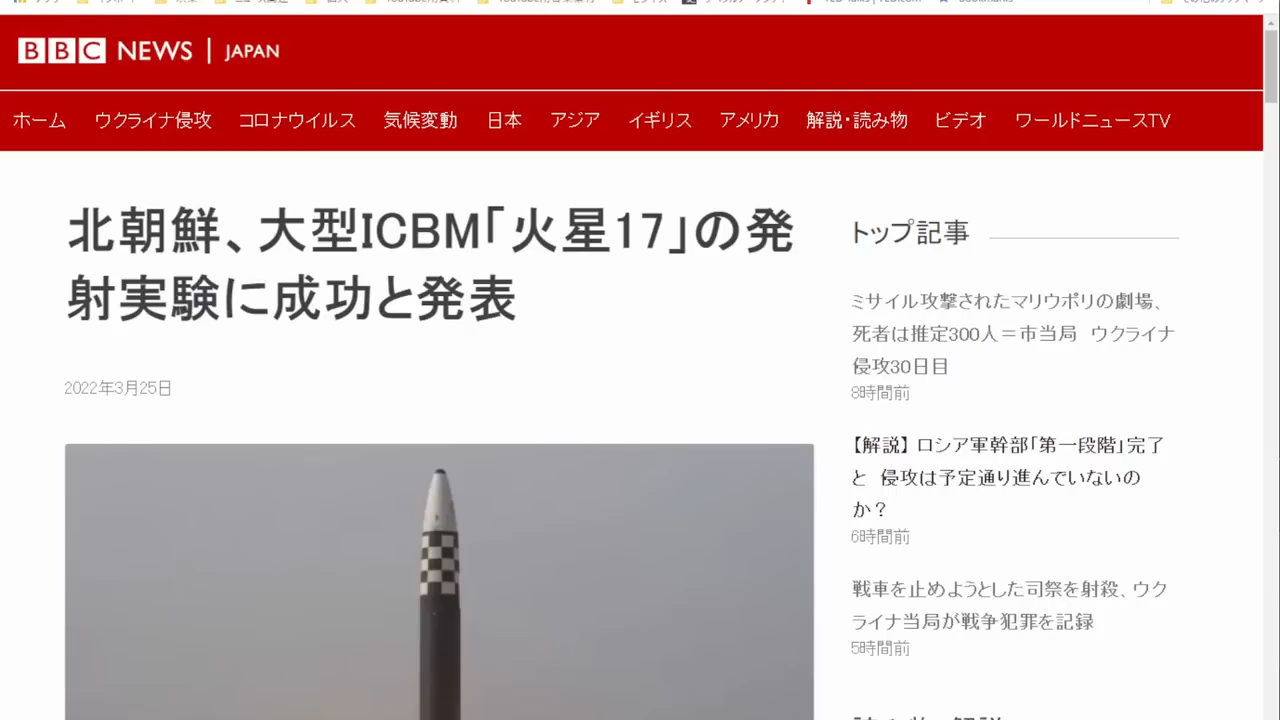 BBC NEWS | JAPAN
ホーム ウクライナ侵攻 コロナウイルス 気候変動 日本 アジア イギリス アメリカ 解説・読み物 ビデオ ワールドニュースTV
北朝鮮、大型ICBM「火星17」の発
射実験に成功と発表
2022年3月25日
トップ記事
ミサイル攻撃されたマリウポリの劇場、
死者は推定300人＝市当局　ウクライナ
侵攻30日目
8時間前
【解説】 ロシア軍幹部「第一段階」完了
と　侵攻は予定通り進んでいないの
か？
6時間前
戦車を止めようとした司祭を射殺、ウク
ライナ当局が戦争犯罪を記録
5時間前